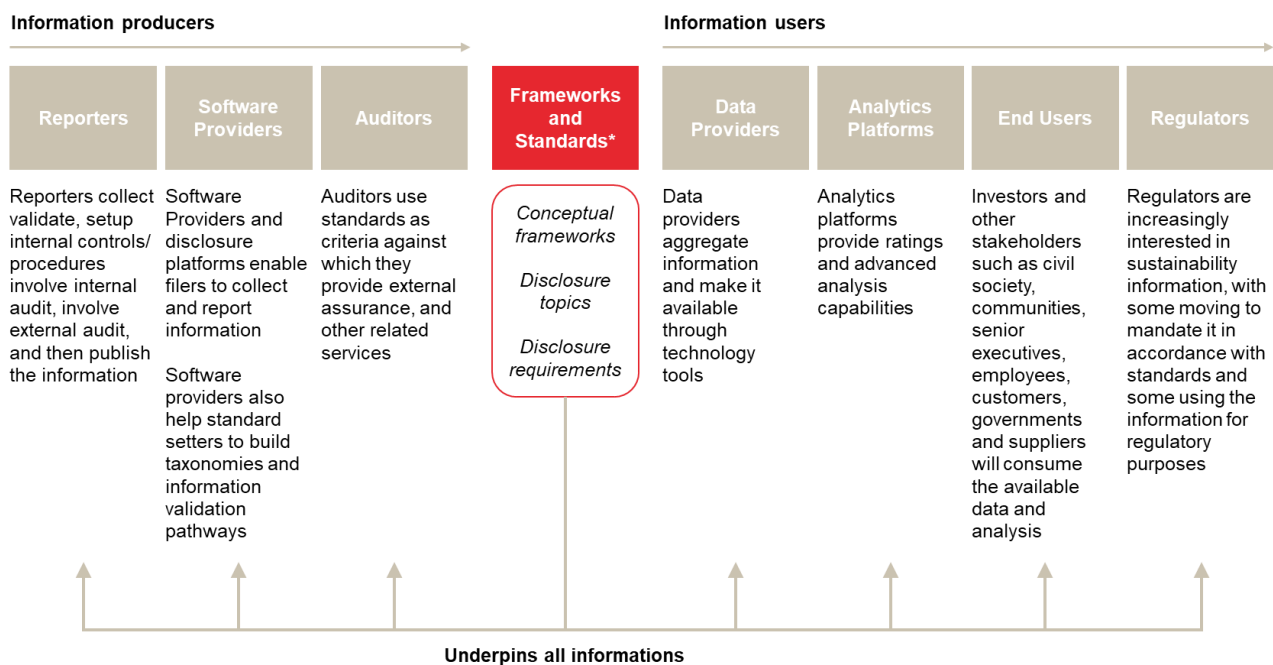 Information producers
Information users
Reporters
Software
Providers
Auditors
Frameworks
and
Standards*
Data
Providers
Analytics
Platforms
End Users
Regulators
Reporters collect
validate, setup
internal controls/
procedures
involve internal
audit, involve
external audit,
and then publish
the information
Software
Providers and
disclosure
platforms enable
filers to collect
and report
information
Software
providers also
help standard
setters to build
taxonomies and
information
validation
pathways
Auditors use
standards as
criteria against
which they
provide external
assurance, and
other related
services
Conceptual
frameworks
Disclosure
topics
Disclosure
requirements
Data
providers
aggregate
information
and make it
available
through
technology
tools
Analytics
platforms
provide ratings
and advanced
analysis
capabilities
Investors and
other
stakeholders
such as civil
society,
communities,
senior
executives,
employees,
customers,
governments
and suppliers
will consume
the available
data and
analysis
Regulators are
increasingly
interested in
sustainability
information, with
some moving to
mandate it in
accordance with
standards and
some using the
information for
regulatory
purposes
Underpins all informations